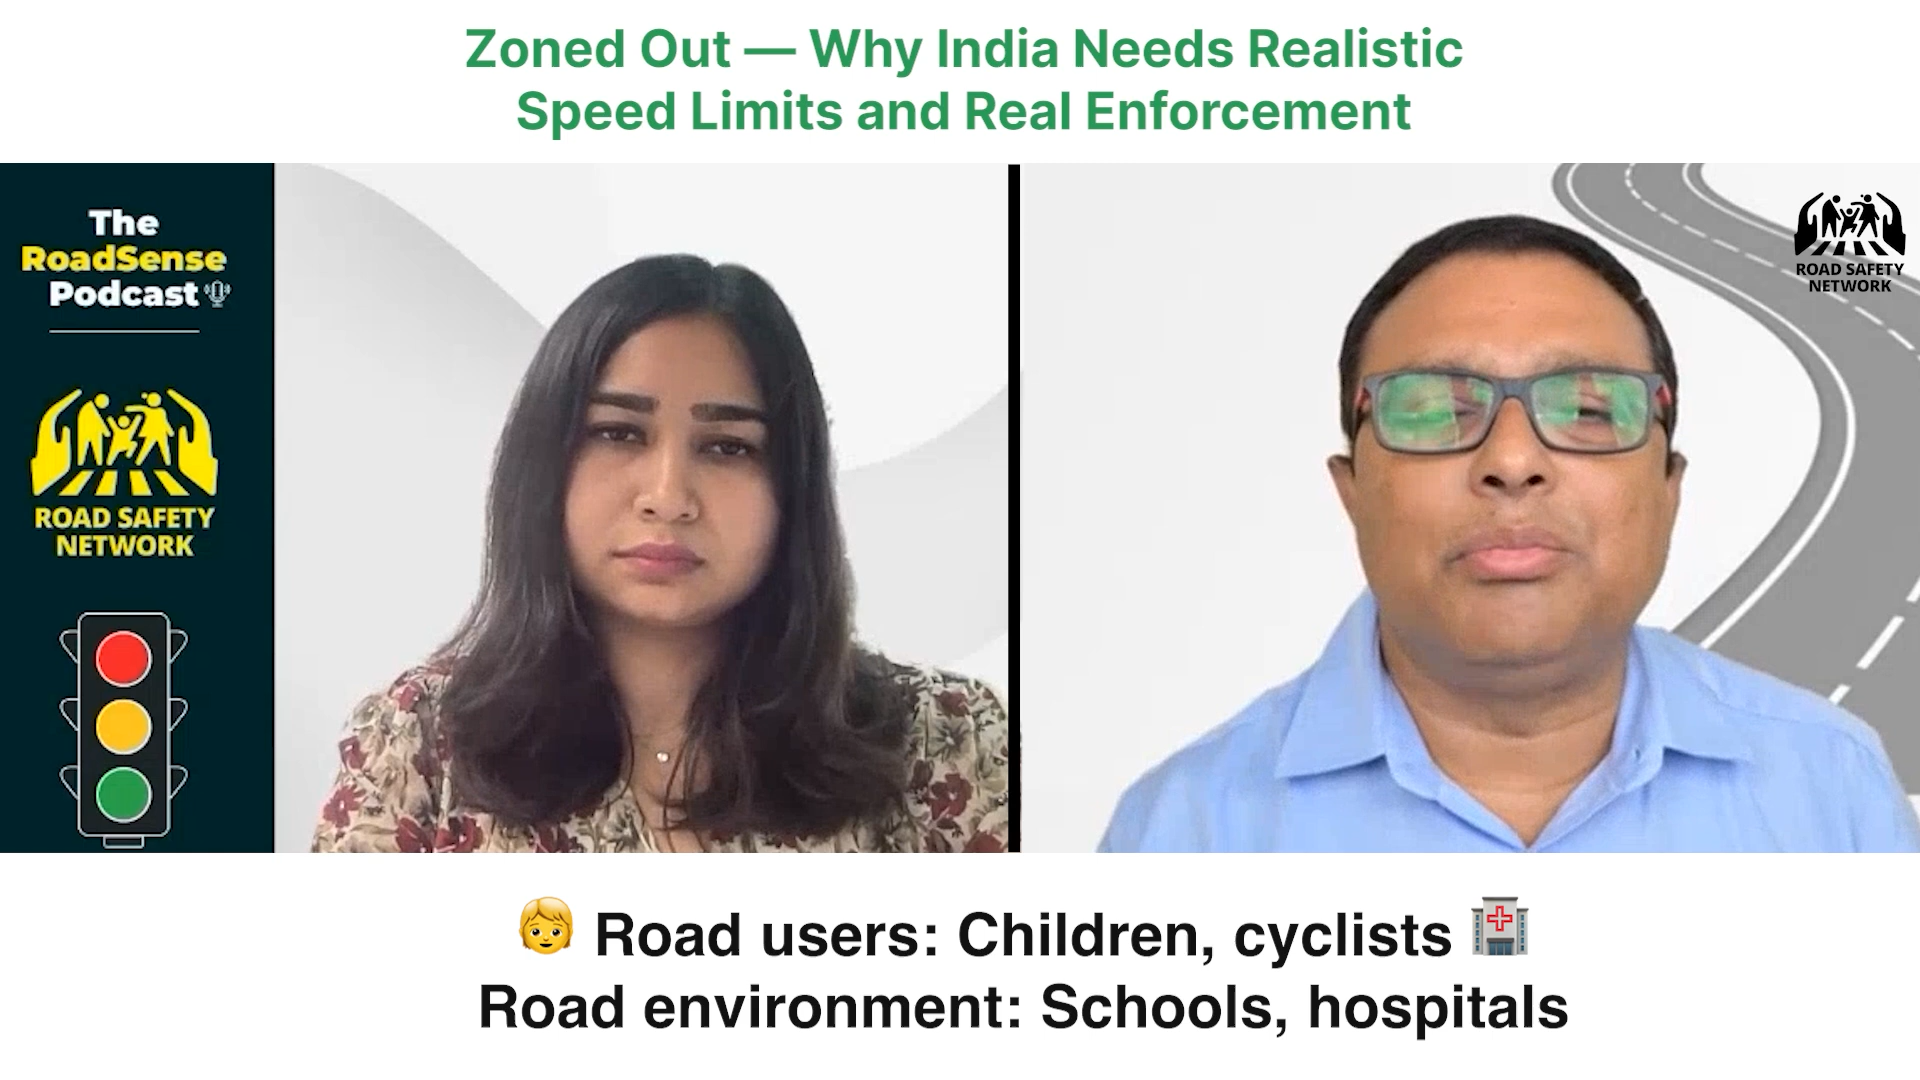 Zoned Out — Why India Needs Realistic
Speed Limits and Real Enforcement
The
RoadSense
Podcast
ROAD SAFETY
NETWORK
ROAD SAFETY
NETWORK
Road users: Children, cyclists
Road environment: Schools, hospitals